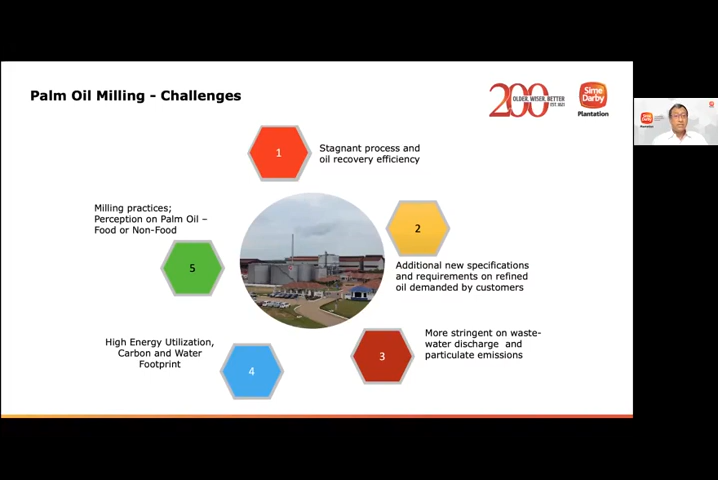 Palm Oil Milling - Challenges
200
OLDER. WISER. BETTER
EST. 1821
Sime
Darby
Plantation
1
Stagnant process and
oil recovery efficiency
2
Additional new specifications
and requirements on refined
oil demanded by customers
3
More stringent on waste-
water discharge and
particulate emissions
4
High Energy Utilization,
Carbon and Water
Footprint
5
Milling practices;
Perception on Palm Oil –
Food or Non-Food